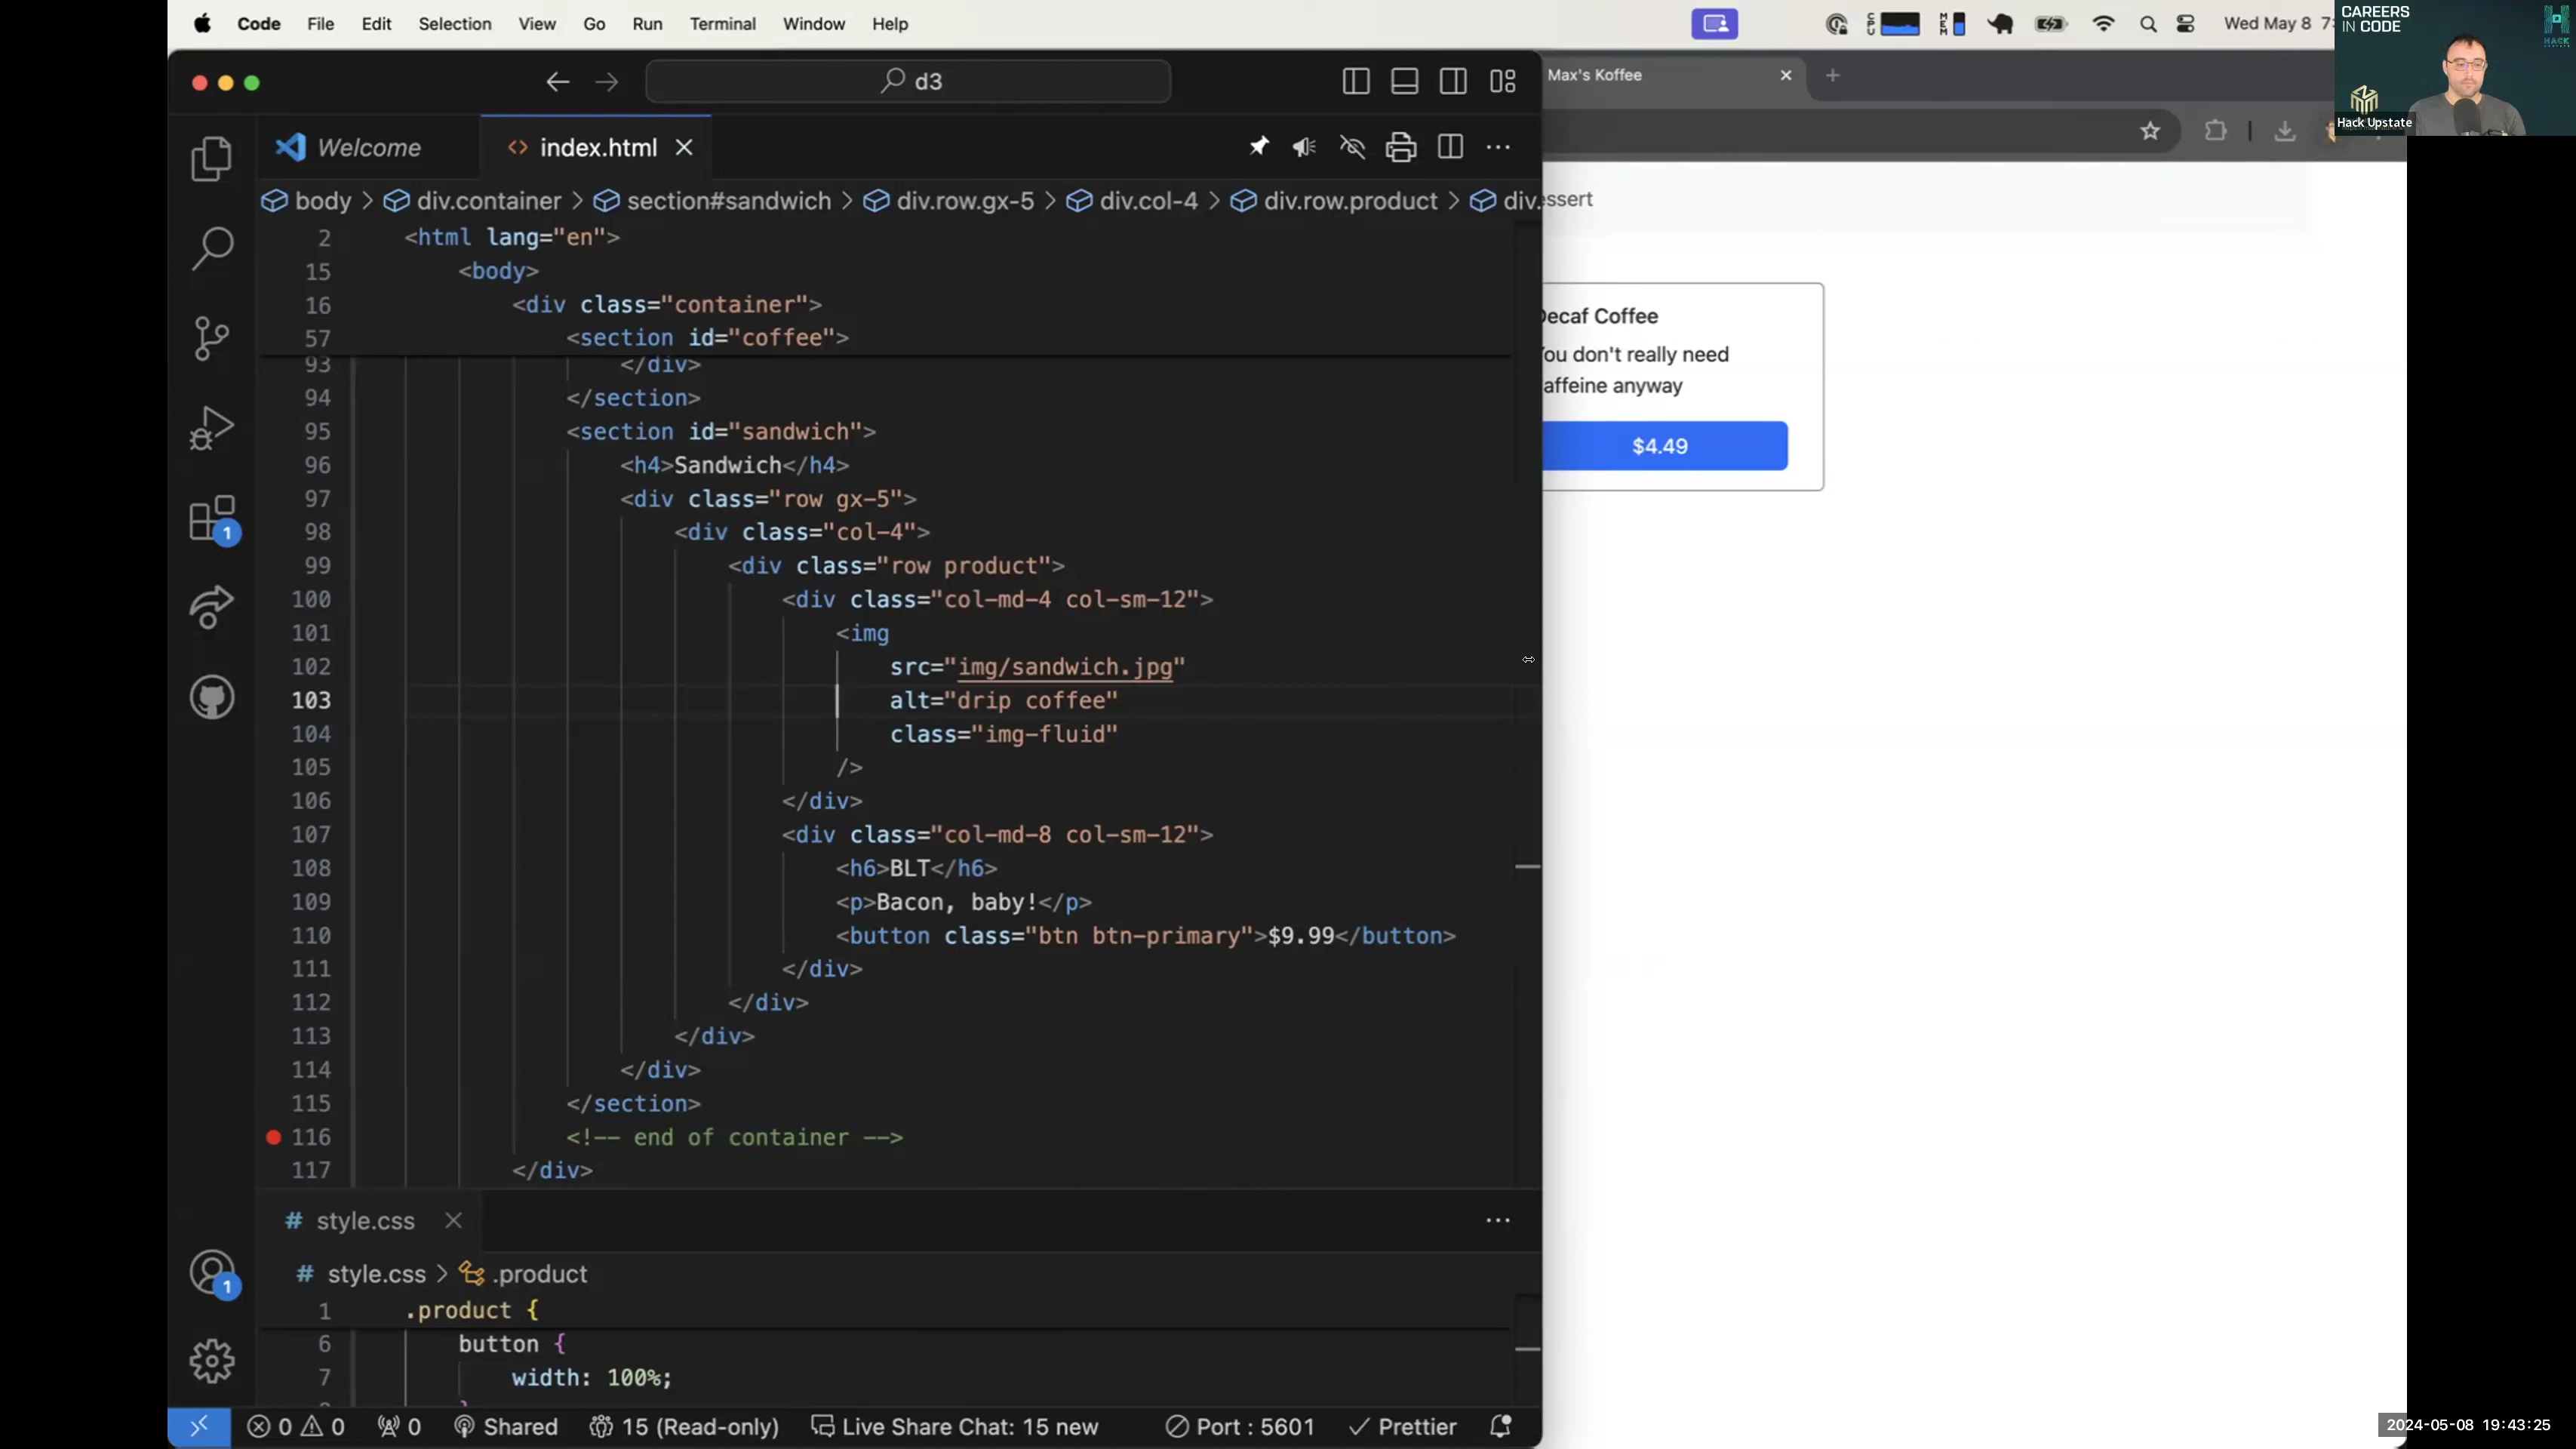 Code File Edit Selection View Go Run Terminal Window Help
CPU MEM Wed May 8 7:
CAREERS
IN CODE
HACK
Hack Upstate
d3
Max's Koffee
Welcome index.html
body > div.container > section#sandwich > div.row.gx-5 > div.col-4 > div.row.product > div.
essert
2 <html lang="en">
15 <body>
16 <div class="container">
57 <section id="coffee">
93 </div>
94 </section>
95 <section id="sandwich">
96 <h4>Sandwich</h4>
97 <div class="row gx-5">
98 <div class="col-4">
99 <div class="row product">
100 <div class="col-md-4 col-sm-12">
101 <img
102 src="img/sandwich.jpg"
103 alt="drip coffee"
104 class="img-fluid"
105 />
106 </div>
107 <div class="col-md-8 col-sm-12">
108 <h6>BLT</h6>
109 <p>Bacon, baby!</p>
110 <button class="btn btn-primary">$9.99</button>
111 </div>
112 </div>
113 </div>
114 </div>
115 </section>
116 <!-- end of container -->
117 </div>
Decaf Coffee
You don't really need
affeine anyway
$4.49
1
1
# style.css
# style.css > .product
1 .product {
6 button {
7 width: 100%;
0 0 0 Shared 15 (Read-only) Live Share Chat: 15 new Port : 5601 Prettier
2024-05-08 19:43:25